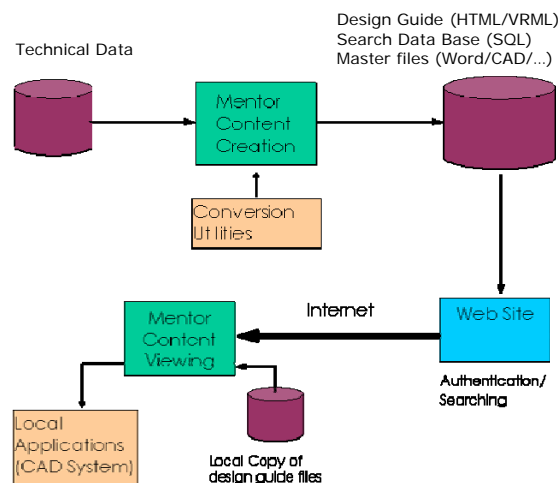 Technical Data
Design Guide (HTML/VRML)
Search Data Base (SQL)
Master files (Word/CAD/...)
Mentor
Content
Creation
Conversion
Utilities
Internet
Web Site
Authentication/
Searching
Mentor
Content
Viewing
Local
Applications
(CAD System)
Local Copy of
design guide files